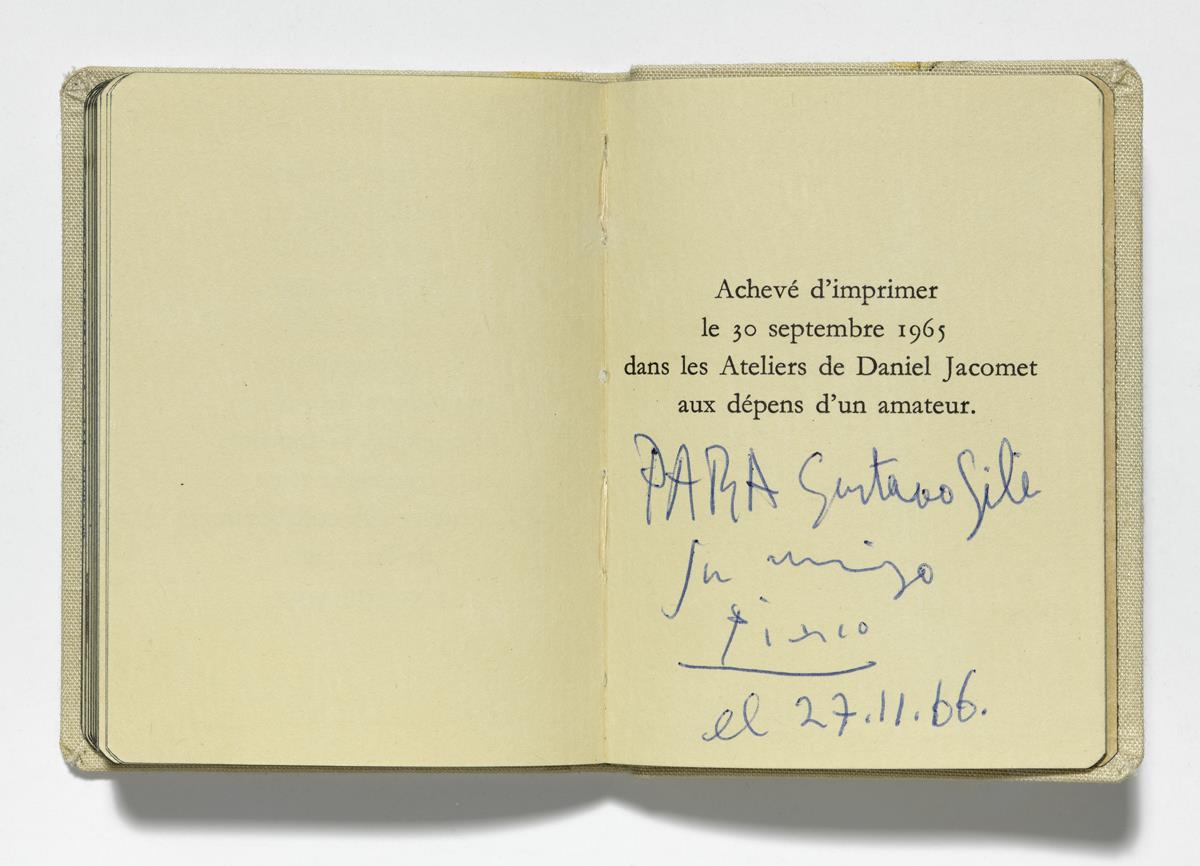 Achevé d'imprimer
le 30 septembre 1965
dans les Ateliers de Daniel Jacomet
aux dépens d'un amateur.
PARA Gustavo Gili
su amigo
Picasso
el 27.11.66.